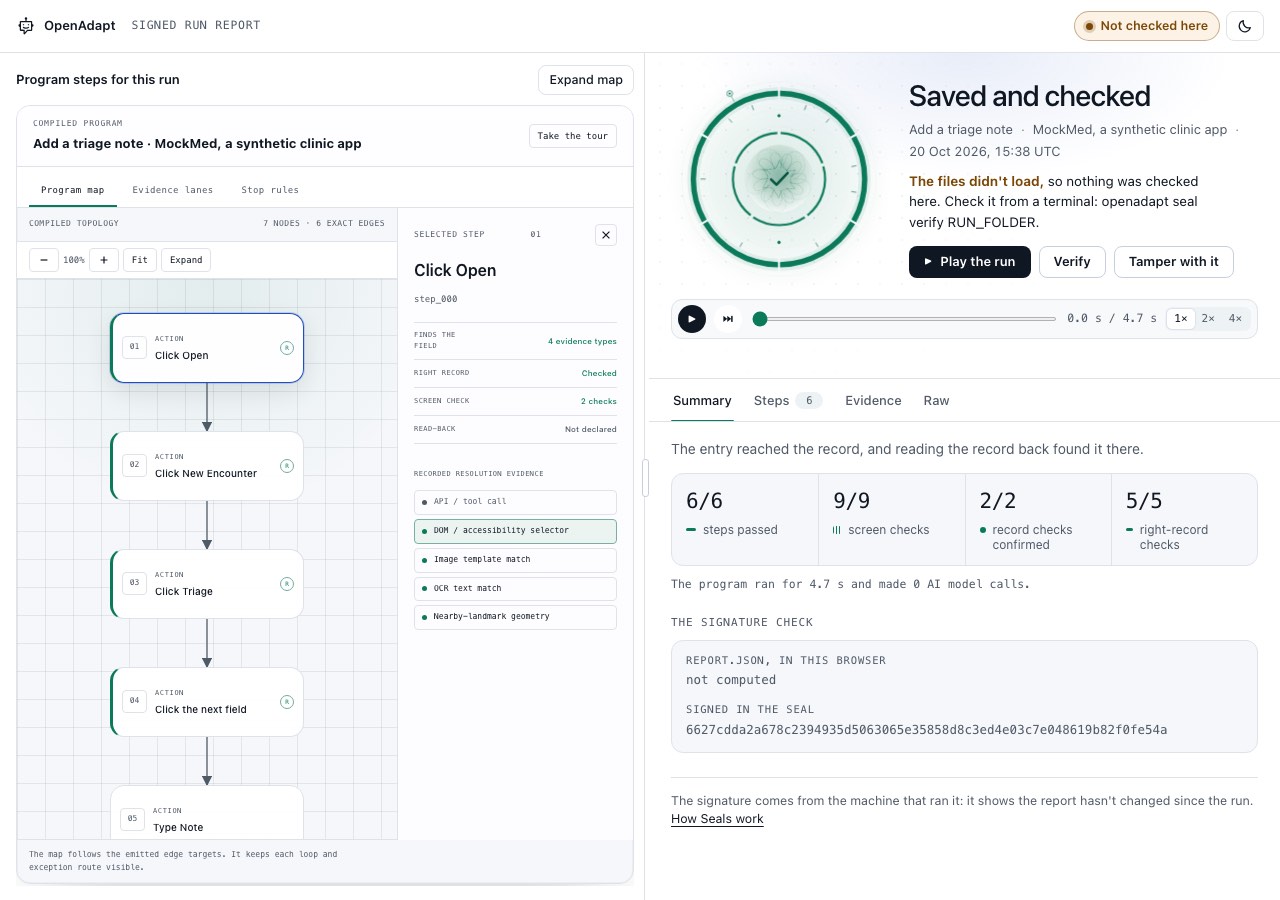 OpenAdapt SIGNED RUN REPORT
Not checked here
Program steps for this run
Expand map
COMPILED PROGRAM
Add a triage note · MockMed, a synthetic clinic app
Take the tour
Program map Evidence lanes Stop rules
COMPILED TOPOLOGY 7 NODES · 6 EXACT EDGES
− 100% + Fit Expand
01 ACTION R
Click Open
02 ACTION R
Click New Encounter
03 ACTION R
Click Triage
04 ACTION R
Click the next field
05 ACTION
Type Note
The map follows the emitted edge targets. It keeps each loop and
exception route visible.
SELECTED STEP 01
Click Open
step_000
FINDS THE
FIELD 4 evidence types
RIGHT RECORD Checked
SCREEN CHECK 2 checks
READ-BACK Not declared
RECORDED RESOLUTION EVIDENCE
API / tool call
DOM / accessibility selector
Image template match
OCR text match
Nearby-landmark geometry
Saved and checked
Add a triage note · MockMed, a synthetic clinic app ·
20 Oct 2026, 15:38 UTC
The files didn't load, so nothing was checked
here. Check it from a terminal: openadapt seal
verify RUN_FOLDER.
Play the run Verify Tamper with it
0.0 s / 4.7 s 1× 2× 4×
Summary Steps 6 Evidence Raw
The entry reached the record, and reading the record back found it there.
6/6 9/9 2/2 5/5
steps passed
screen checks
record checks
confirmed
right-record
checks
The program ran for 4.7 s and made 0 AI model calls.
THE SIGNATURE CHECK
REPORT.JSON, IN THIS BROWSER
not computed
SIGNED IN THE SEAL
6627cdda2a678c2394935d5063065e35858d8c3ed4e03c7e048619b82f0fe54a
The signature comes from the machine that ran it: it shows the report hasn't changed since the run.
How Seals work